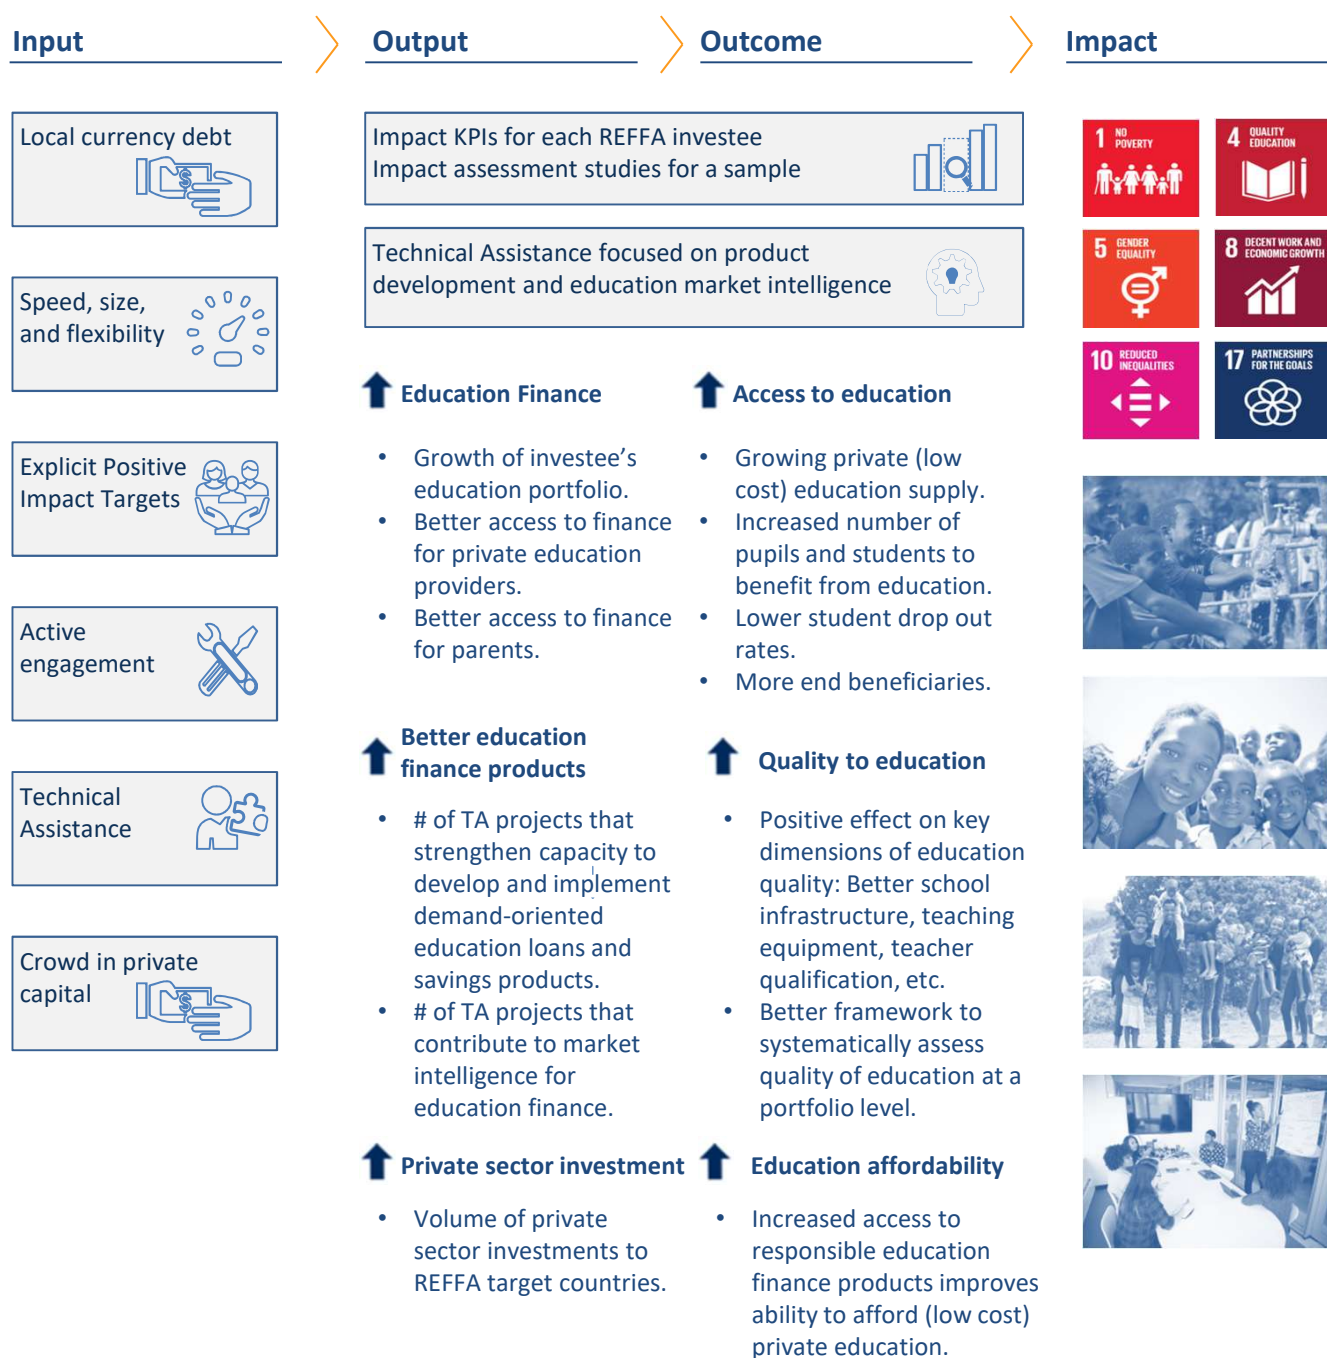 Input
Output
Outcome
Impact
Local currency debt
$
Speed, size,
and flexibility
Explicit Positive
Impact Targets
Active
engagement
Technical
Assistance
Crowd in private
capital
$
Impact KPIs for each REFFA investee
Impact assessment studies for a sample
Technical Assistance focused on product
development and education market intelligence
Education Finance
• Growth of investee’s
education portfolio.
• Better access to finance
for private education
providers.
• Better access to finance
for parents.
Better education
finance products
• # of TA projects that
strengthen capacity to
develop and implement
demand-oriented
education loans and
savings products.
• # of TA projects that
contribute to market
intelligence for
education finance.
Private sector investment
• Volume of private
sector investments to
REFFA target countries.
Access to education
• Growing private (low
cost) education supply.
• Increased number of
pupils and students to
benefit from education.
• Lower student drop out
rates.
• More end beneficiaries.
Quality to education
• Positive effect on key
dimensions of education
quality: Better school
infrastructure, teaching
equipment, teacher
qualification, etc.
• Better framework to
systematically assess
quality of education at a
portfolio level.
Education affordability
• Increased access to
responsible education
finance products improves
ability to afford (low cost)
private education.
1 NO
POVERTY
4 QUALITY
EDUCATION
5 GENDER
EQUALITY
8 DECENT WORK AND
ECONOMIC GROWTH
10 REDUCED
INEQUALITIES
17 PARTNERSHIPS
FOR THE GOALS